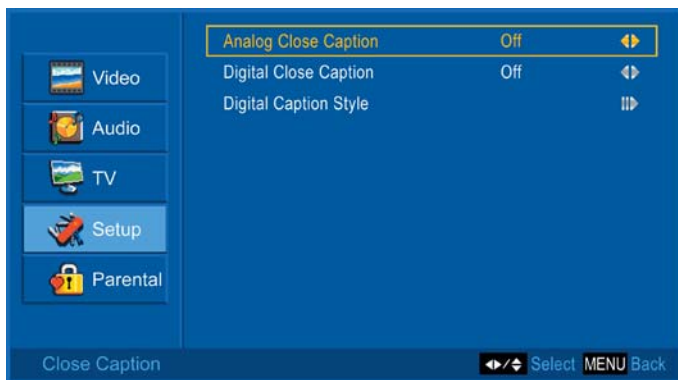 Video
Audio
TV
Setup
Parental
Analog Close Caption Off
Digital Close Caption Off
Digital Caption Style
Close Caption
Select MENU Back